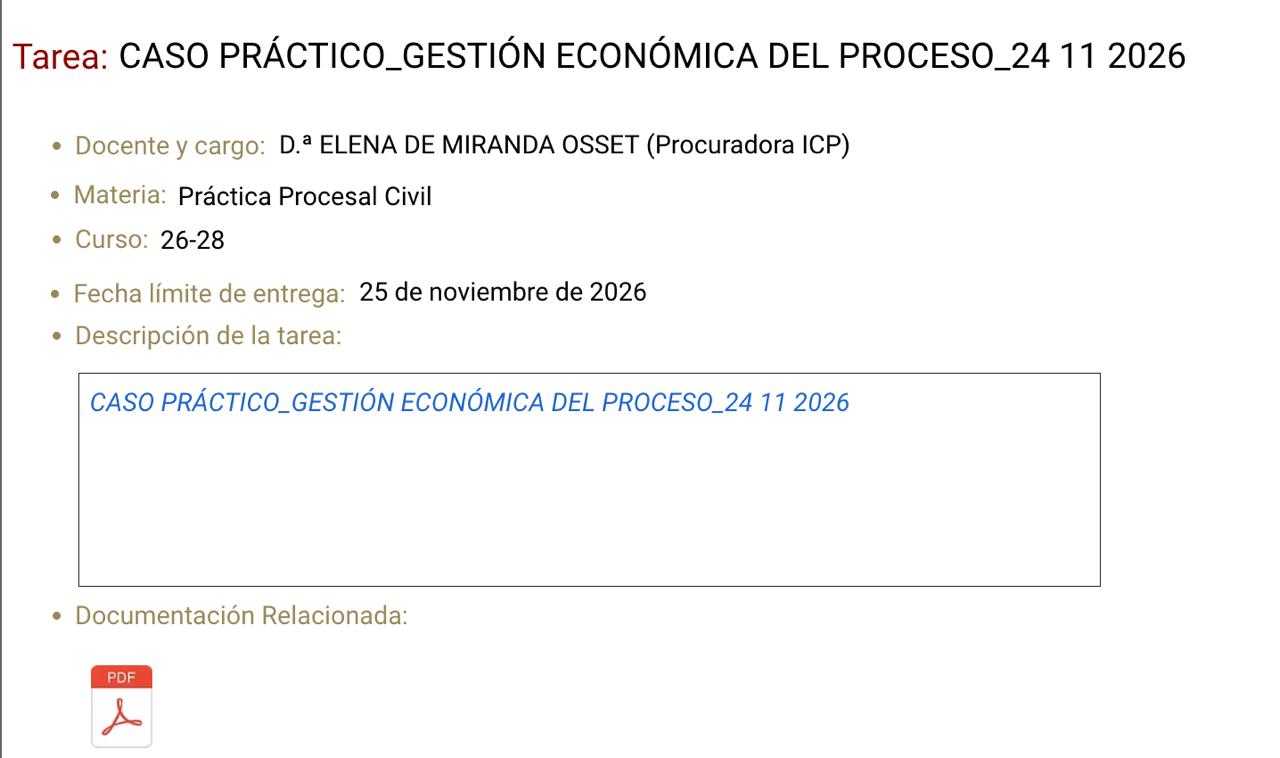 Tarea: CASO PRÁCTICO_GESTIÓN ECONÓMICA DEL PROCESO_24 11 2026
• Docente y cargo: D.ª ELENA DE MIRANDA OSSET (Procuradora ICP)
• Materia: Práctica Procesal Civil
• Curso: 26-28
• Fecha límite de entrega: 25 de noviembre de 2026
• Descripción de la tarea:
CASO PRÁCTICO_GESTIÓN ECONÓMICA DEL PROCESO_24 11 2026
• Documentación Relacionada:
PDF